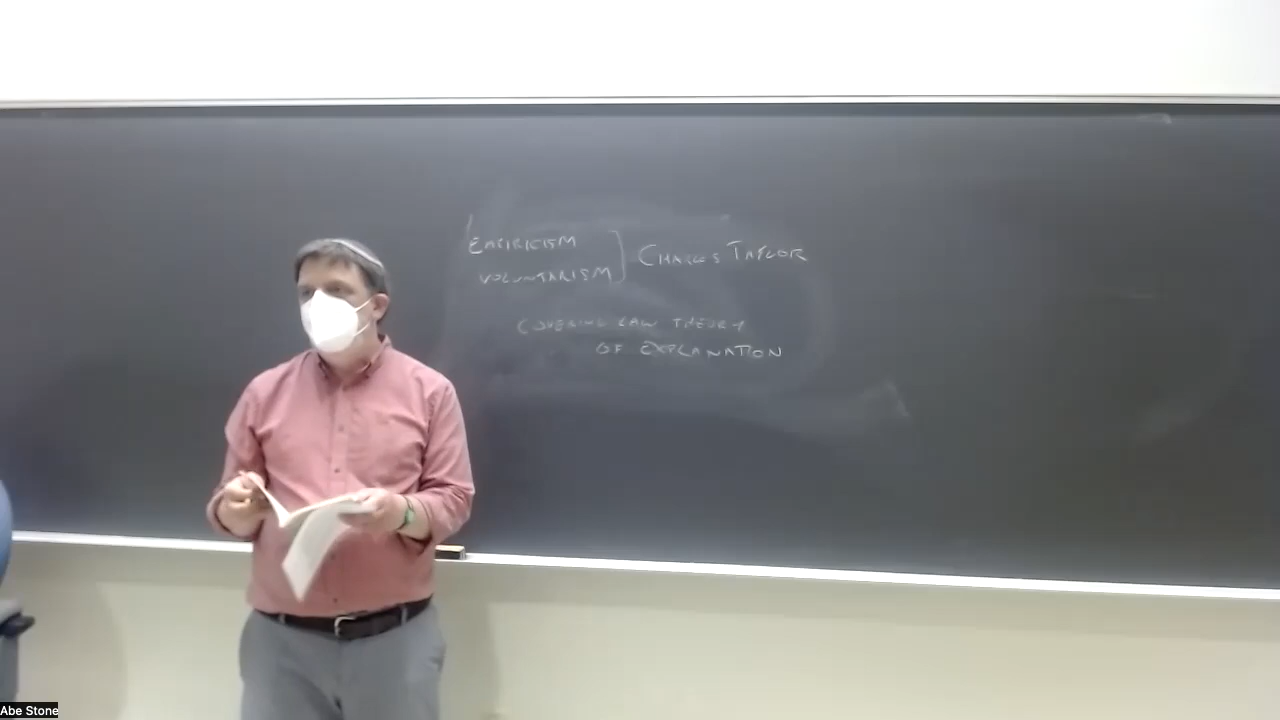 EMPIRICISM
VOLUNTARISM
CHARLES TAYLOR
COVERING LAW THEORY
OF EXPLANATION
Abe Stone